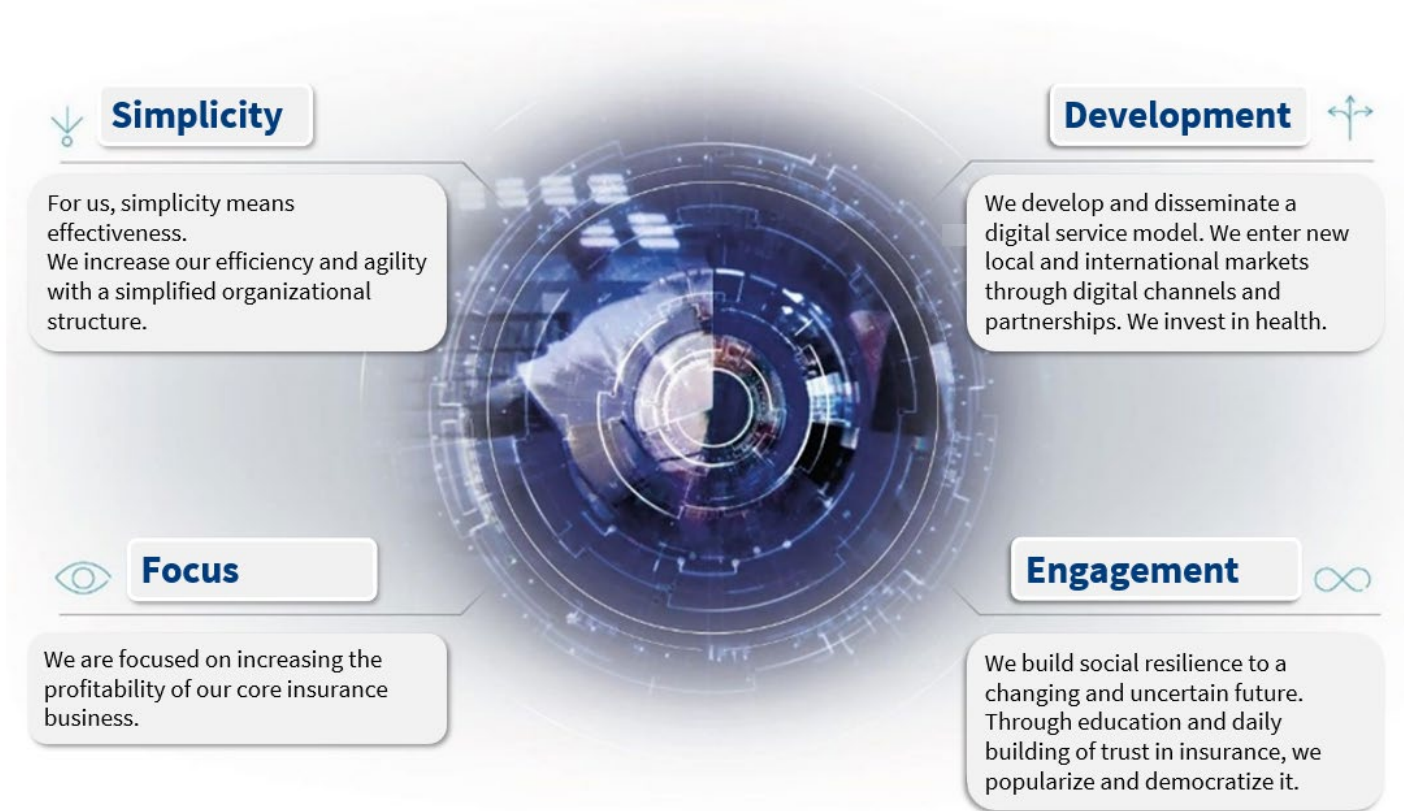 Simplicity
For us, simplicity means
effectiveness.
We increase our efficiency and agility
with a simplified organizational
structure.
Development
We develop and disseminate a
digital service model. We enter new
local and international markets
through digital channels and
partnerships. We invest in health.
Focus
We are focused on increasing the
profitability of our core insurance
business.
Engagement
We build social resilience to a
changing and uncertain future.
Through education and daily
building of trust in insurance, we
popularize and democratize it.